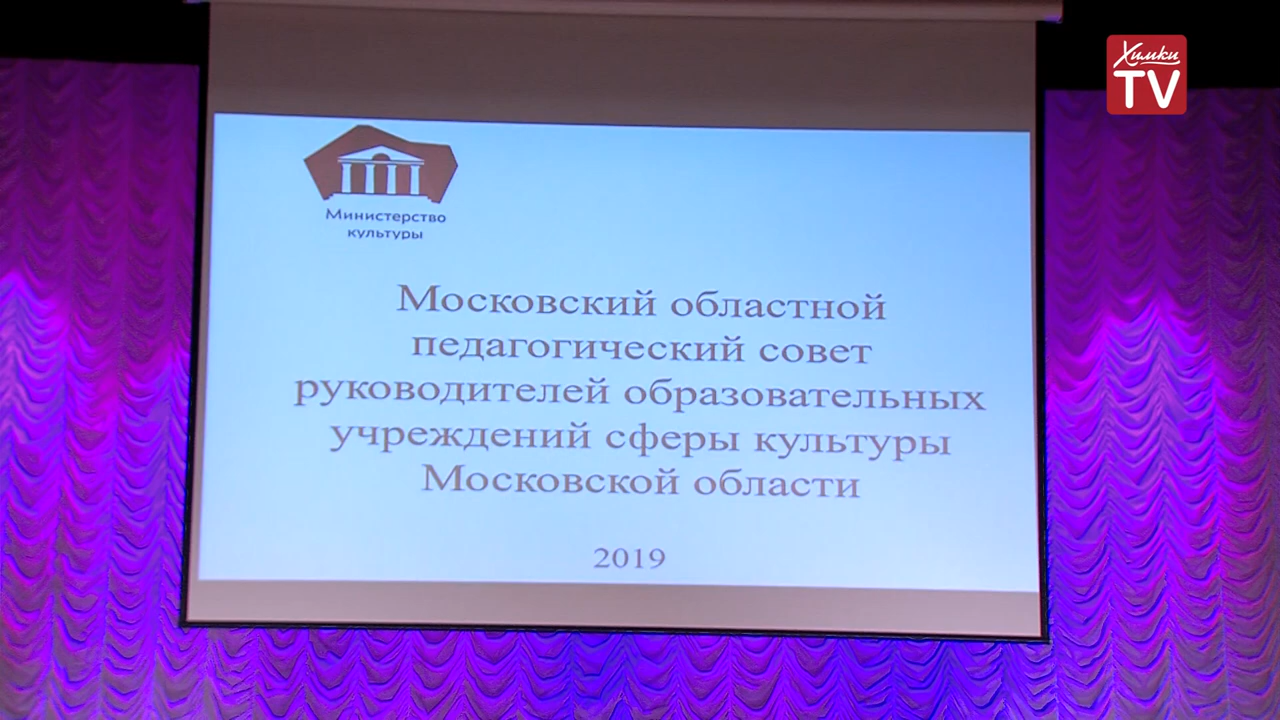 Химки
TV
Министерство
культуры
Московский областной
педагогический совет
руководителей образовательных
учреждений сферы культуры
Московской области
2019